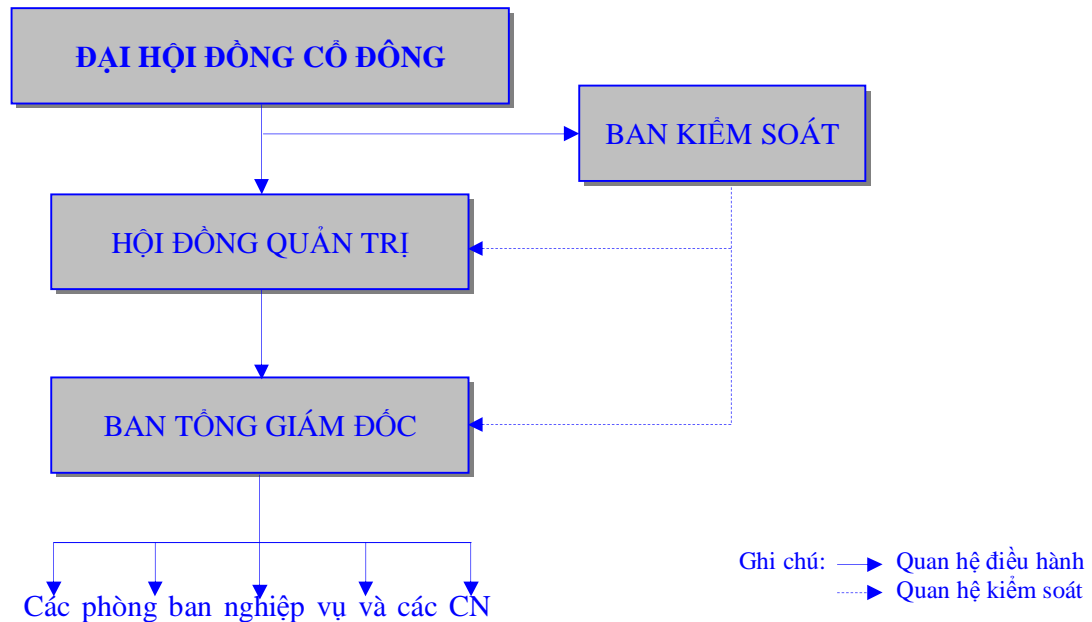 ĐẠI HỘI ĐỒNG CỔ ĐÔNG
BAN KIỂM SOÁT
HỘI ĐỒNG QUẢN TRỊ
BAN TỔNG GIÁM ĐỐC
Các phòng ban nghiệp vụ và các CN
Ghi chú: Quan hệ điều hành
Quan hệ kiểm soát